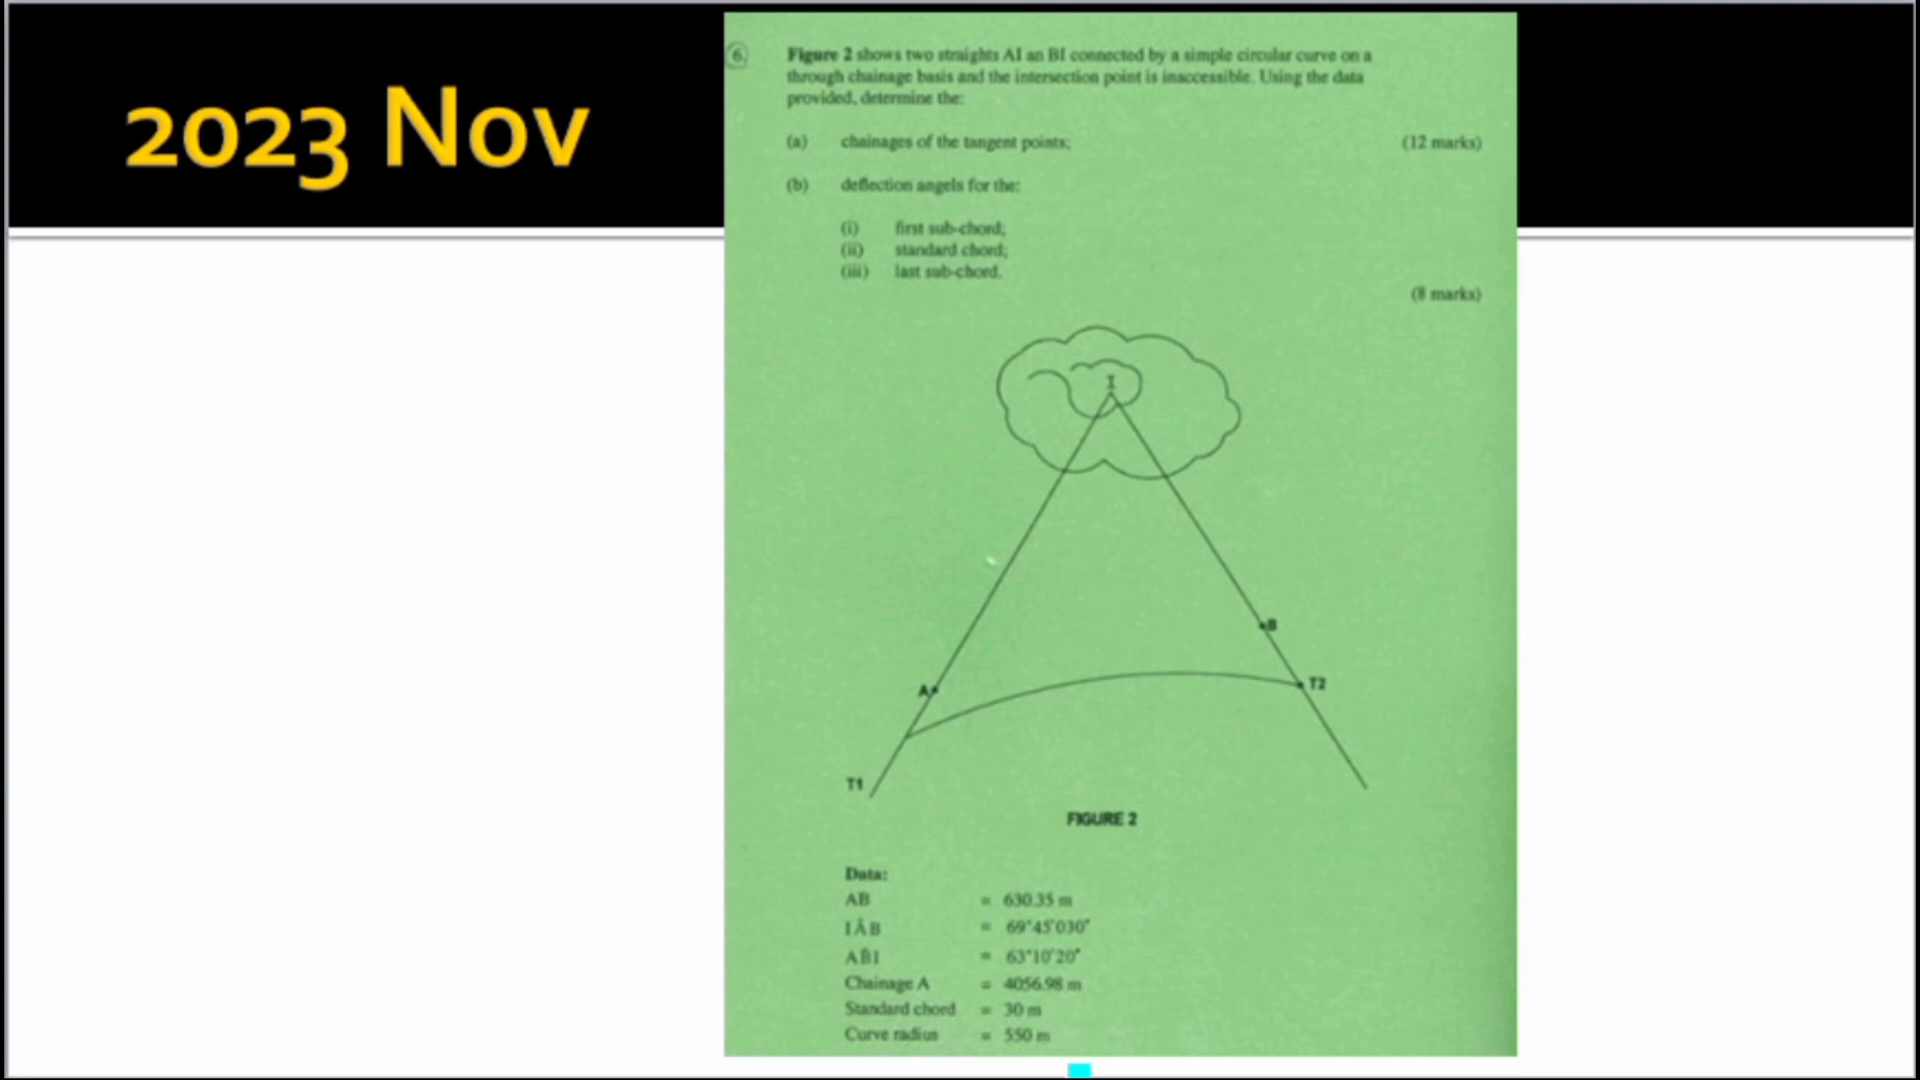 2023 Nov
6.
Figure 2 shows two straights AI an BI connected by a simple circular curve on a
through chainage basis and the intersection point is inaccessible. Using the data
provided, determine the:
(a) chainages of the tangent points; (12 marks)
(b) deflection angels for the:
(i) first sub-chord;
(ii) standard chord;
(iii) last sub-chord.
(8 marks)
I
B
A
T2
T1
FIGURE 2
Data:
AB = 630.35 m
IÂB = 69°45'030"
AB̂I = 63°10'20"
Chainage A = 4056.98 m
Standard chord = 30 m
Curve radius = 550 m